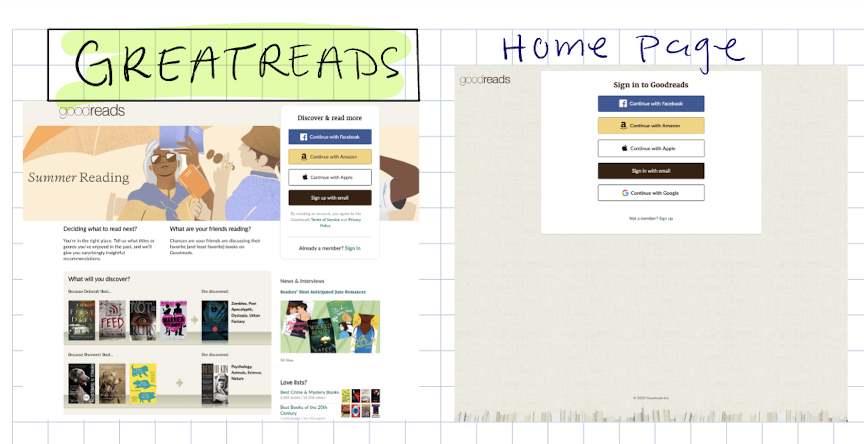 GREATREADS
Home Page
goodreads
Summer Reading
Discover & read more
Continue with Facebook
Continue with Amazon
Continue with Apple
Sign up with email
By creating an account, you agree to the
Goodreads Terms of Service and Privacy
Policy
Already a member? Sign In
Deciding what to read next?
You're in the right place. Tell us what titles or
genres you've enjoyed in the past, and we'll
give you surprisingly insightful
recommendations.
What are your friends reading?
Chances are your friends are discussing their
favorite (and least favorite) books on
Goodreads.
What will you discover?
Because Deborah liked...
She discovered:
THE
FIRST
DAYS
FEED
ROT
RUIN
Zombies, Post
Apocalyptic,
Dystopia, Urban
Fantasy
She discovered:
Psychology,
Animals, Science,
Nature
News & Interviews
Readers' Most Anticipated June Romances
Love lists?
Best Crime & Mystery Books
Best Books of the 20th
Century
goodreads
Sign in to Goodreads
Continue with Facebook
Continue with Amazon
Continue with Apple
Sign in with email
Continue with Google
Not a member? Sign up